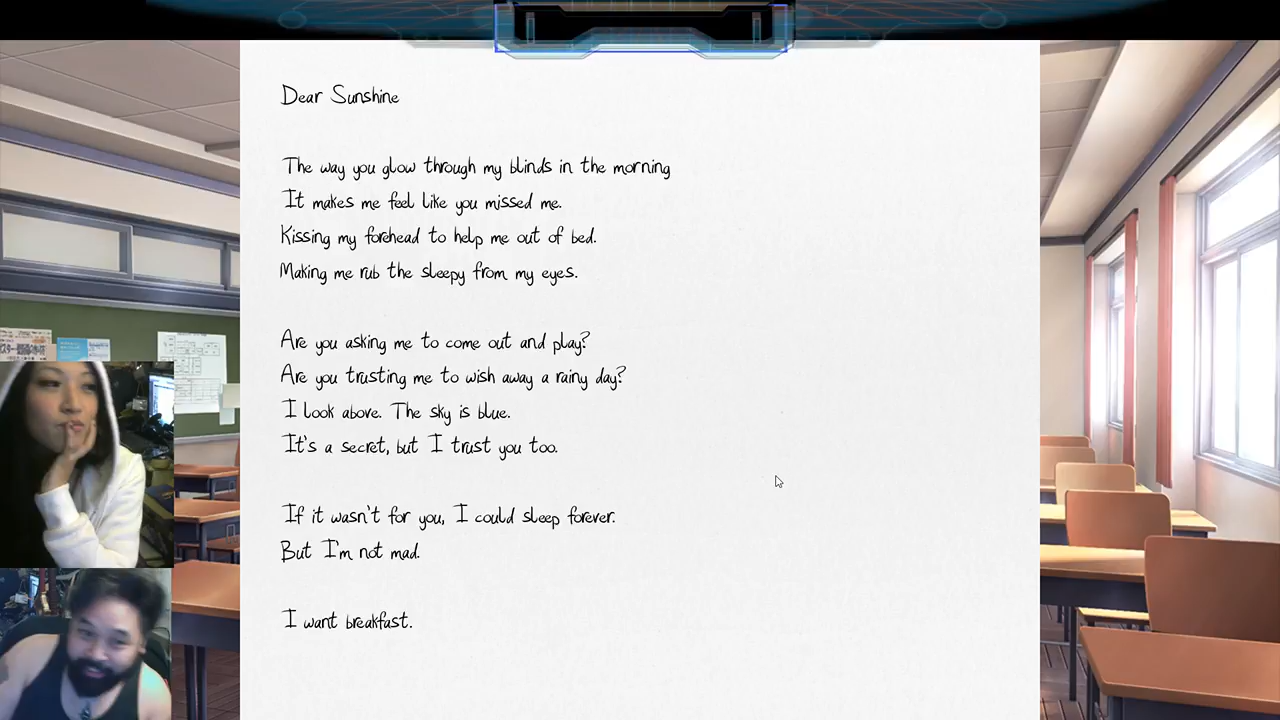 Dear Sunshine
The way you glow through my blinds in the morning
It makes me feel like you missed me.
Kissing my forehead to help me out of bed.
Making me rub the sleepy from my eyes.
Are you asking me to come out and play?
Are you trusting me to wish away a rainy day?
I look above. The sky is blue.
It's a secret, but I trust you too.
If it wasn't for you, I could sleep forever.
But I'm not mad.
I want breakfast.